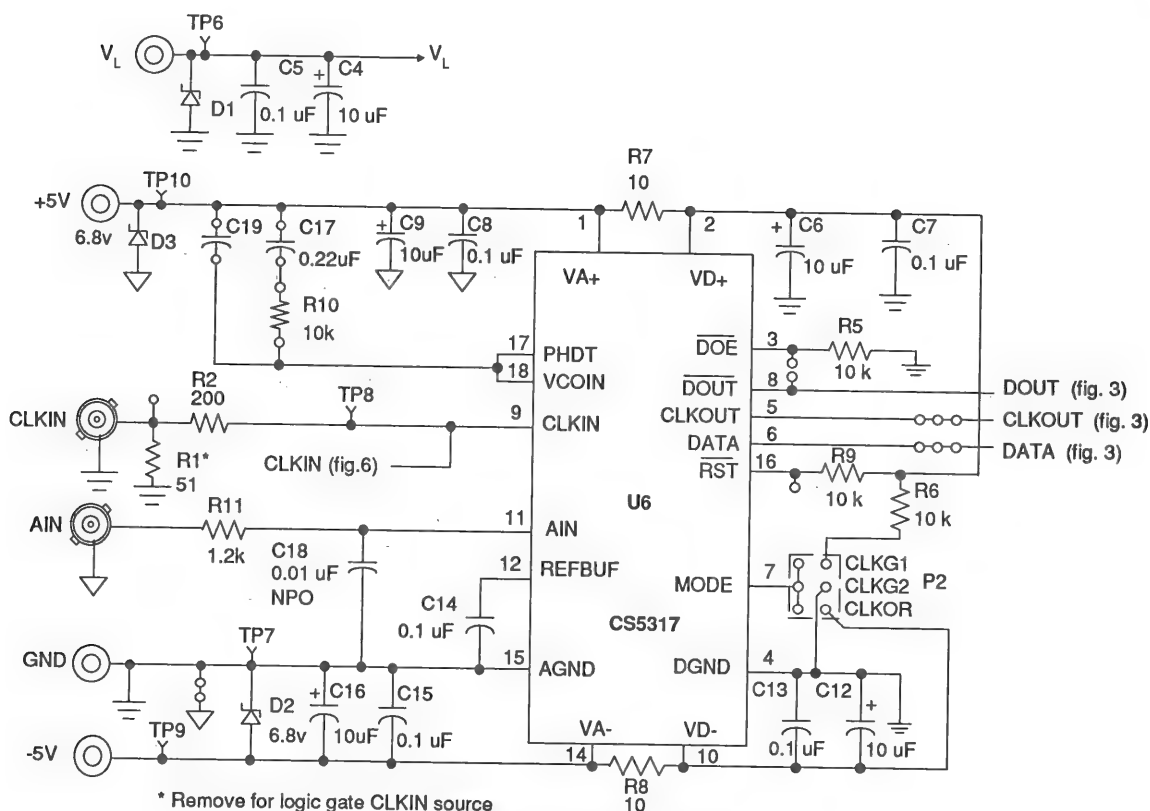 TP6
V_L
V_L
C5
+ C4
D1
0.1 uF
10 uF
R7
10
TP10
+5V
6.8v
D3
C19
C17
0.22uF
+ C9
10uF
C8
0.1 uF
1
2
+ C6
10 uF
C7
0.1 uF
VA+
VD+
R10
10k
17
PHDT
18
VCOIN
DOE
3
R5
10 k
DOUT
8
DOUT (fig. 3)
R2
200
TP8
CLKIN
9
CLKIN
CLKOUT
5
CLKOUT (fig. 3)
DATA
6
DATA (fig. 3)
CLKIN (fig.6)
R1*
51
RST
16
R9
10 k
R6
10 k
U6
AIN
R11
1.2k
11
AIN
C18
0.01 uF
NPO
12
REFBUF
MODE
7
CLKG1
CLKG2
CLKOR
P2
C14
0.1 uF
CS5317
TP7
GND
15
AGND
DGND
4
C13
C12
D2
6.8v
+ C16
10uF
C15
0.1 uF
+
0.1 uF
10 uF
TP9
-5V
VA-
14
VD-
10
R8
10
* Remove for logic gate CLKIN source